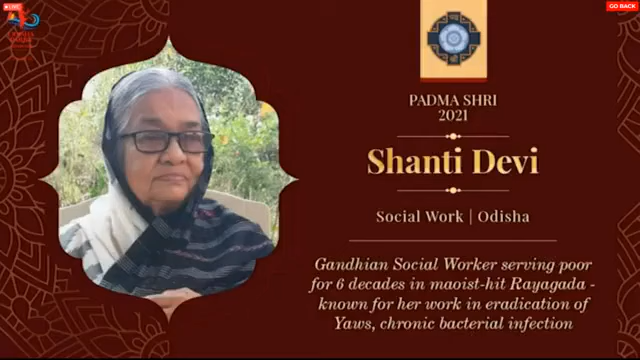 LIVE
GO BACK
PADMA SHRI
2021
Shanti Devi
Social Work | Odisha
Gandhian Social Worker serving poor
for 6 decades in maoist-hit Rayagada -
known for her work in eradication of
Yaws, chronic bacterial infection